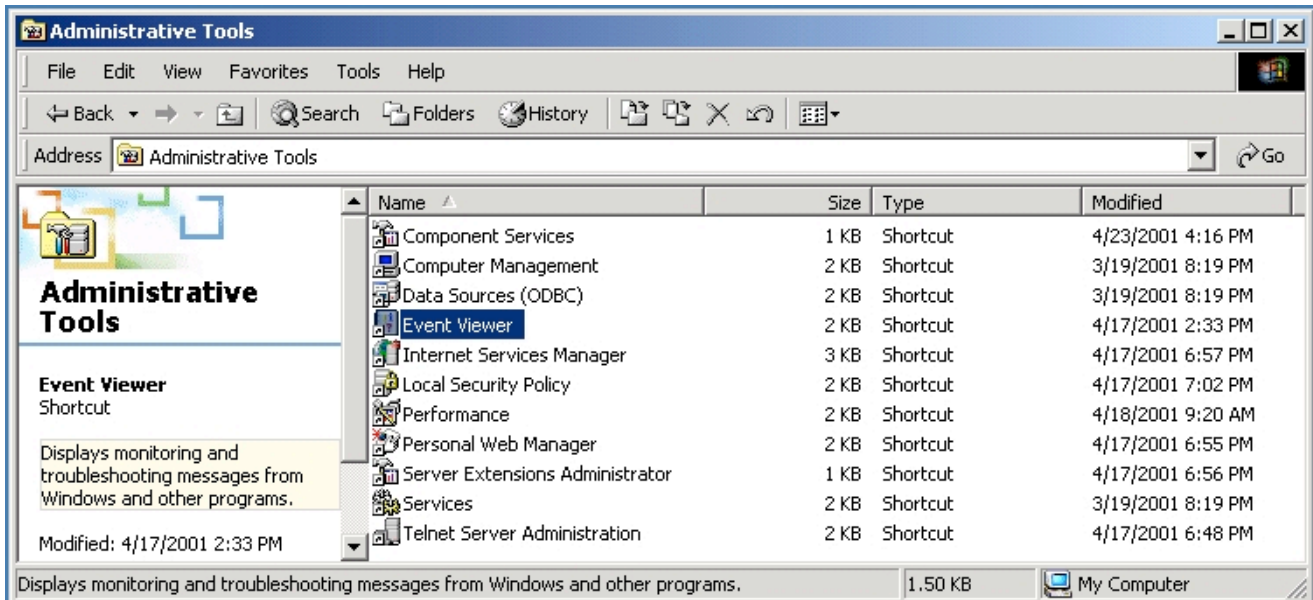 Administrative Tools
File Edit View Favorites Tools Help
Back Search Folders History
Address Administrative Tools Go
Name Size Type Modified
Component Services 1 KB Shortcut 4/23/2001 4:16 PM
Computer Management 2 KB Shortcut 3/19/2001 8:19 PM
Data Sources (ODBC) 2 KB Shortcut 3/19/2001 8:19 PM
Event Viewer 2 KB Shortcut 4/17/2001 2:33 PM
Internet Services Manager 3 KB Shortcut 4/17/2001 6:57 PM
Local Security Policy 2 KB Shortcut 4/17/2001 7:02 PM
Performance 2 KB Shortcut 4/18/2001 9:20 AM
Personal Web Manager 2 KB Shortcut 4/17/2001 6:55 PM
Server Extensions Administrator 1 KB Shortcut 4/17/2001 6:56 PM
Services 2 KB Shortcut 3/19/2001 8:19 PM
Telnet Server Administration 2 KB Shortcut 4/17/2001 6:48 PM
Administrative
Tools
Event Viewer
Shortcut
Displays monitoring and
troubleshooting messages from
Windows and other programs.
Modified: 4/17/2001 2:33 PM
Displays monitoring and troubleshooting messages from Windows and other programs. 1.50 KB My Computer